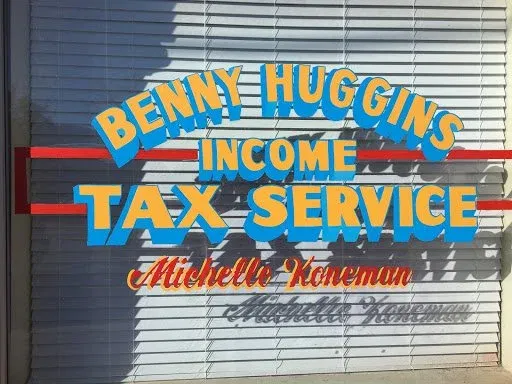 BENNY HUGGINS
INCOME
TAX SERVICE
Michelle Koneman